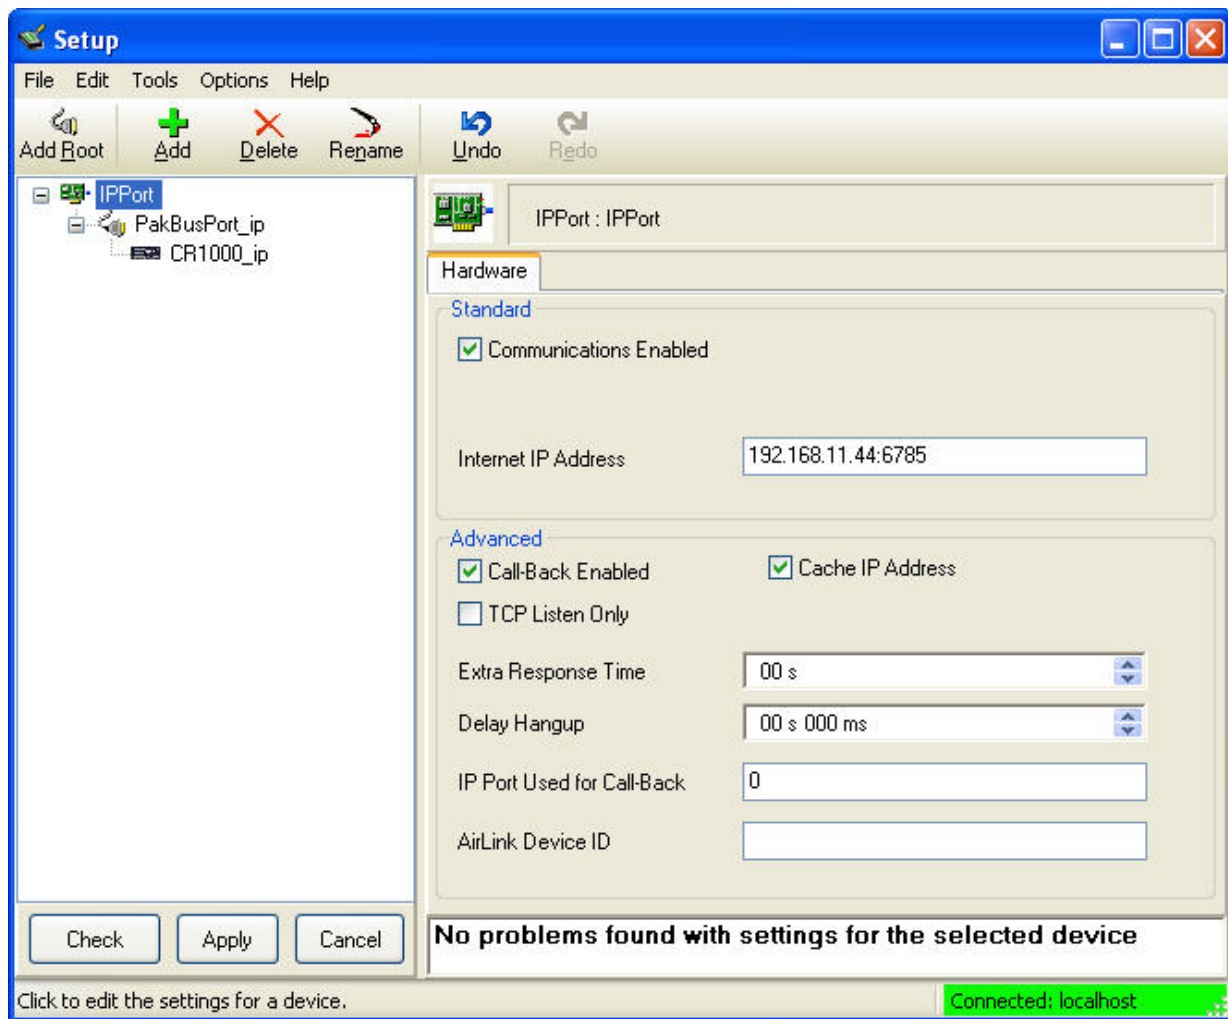 Setup
File Edit Tools Options Help
Add Root Add Delete Rename Undo Redo
IPPort
PakBusPort_ip
CR1000_ip
IPPort : IPPort
Hardware
Standard
Communications Enabled
Internet IP Address 192.168.11.44:6785
Advanced
Call-Back Enabled Cache IP Address
TCP Listen Only
Extra Response Time 00 s
Delay Hangup 00 s 000 ms
IP Port Used for Call-Back 0
AirLink Device ID
Check Apply Cancel
No problems found with settings for the selected device
Click to edit the settings for a device. Connected: localhost